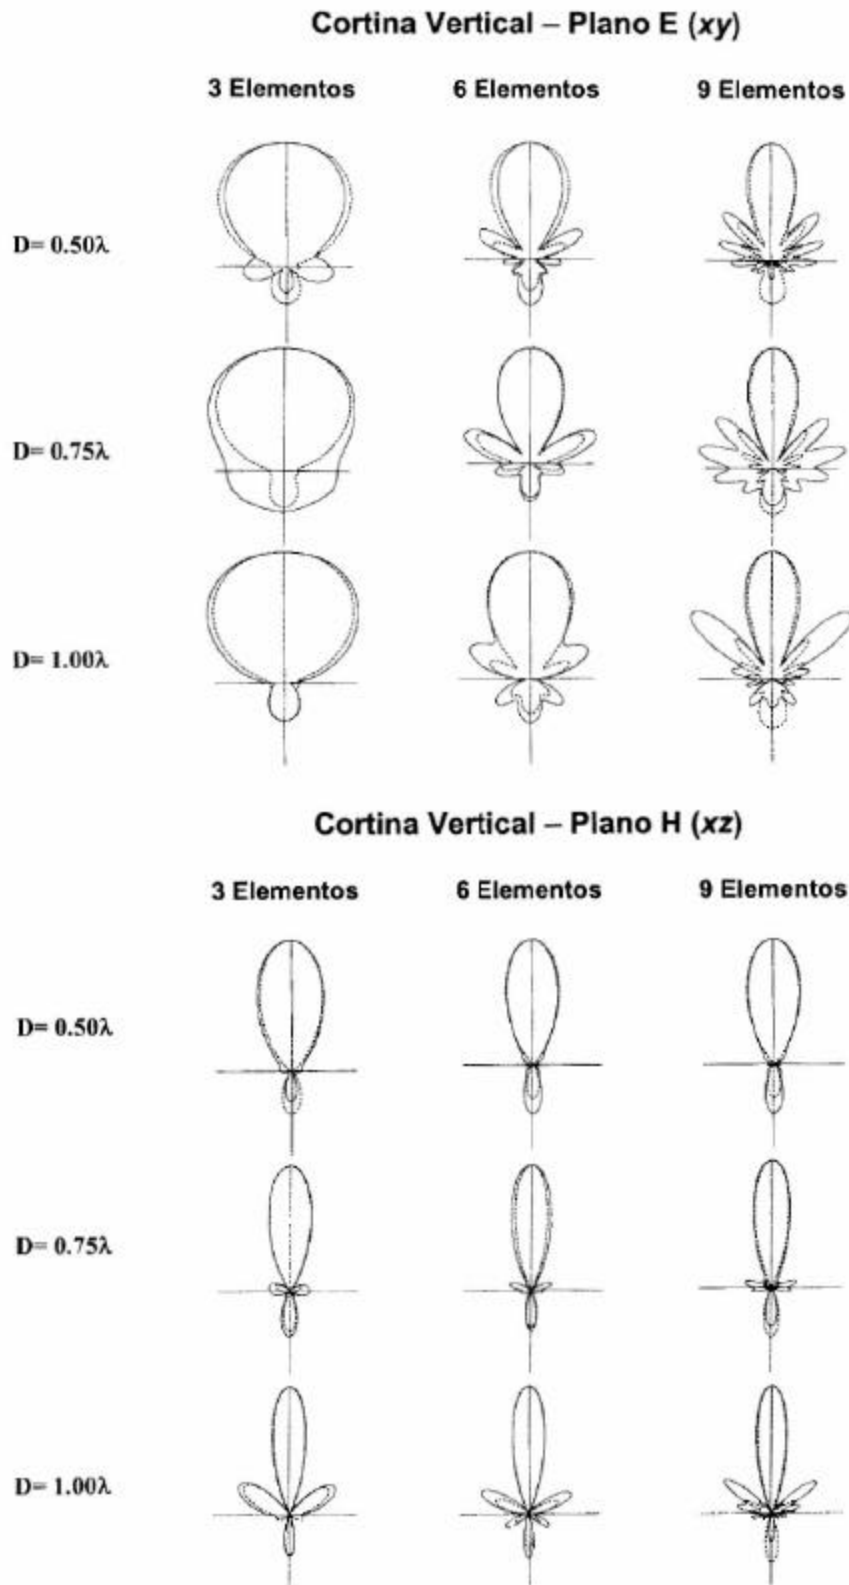 Cortina Vertical – Plano E (xy)
3 Elementos 6 Elementos 9 Elementos
D= 0.50λ
D= 0.75λ
D= 1.00λ
Cortina Vertical – Plano H (xz)
3 Elementos 6 Elementos 9 Elementos
D= 0.50λ
D= 0.75λ
D= 1.00λ